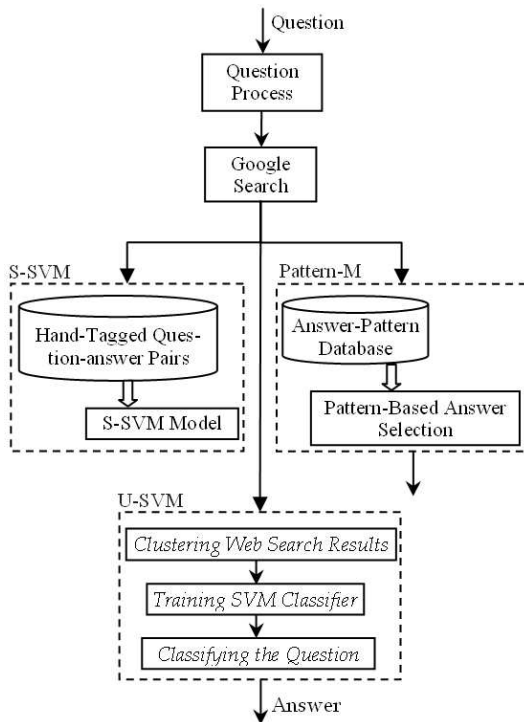 Question
Question
Process
Google
Search
S-SVM
Hand-Tagged Ques-
tion-answer Pairs
S-SVM Model
Pattern-M
Answer-Pattern
Database
Pattern-Based Answer
Selection
U-SVM
Clustering Web Search Results
Training SVM Classifier
Classifying the Question
Answer